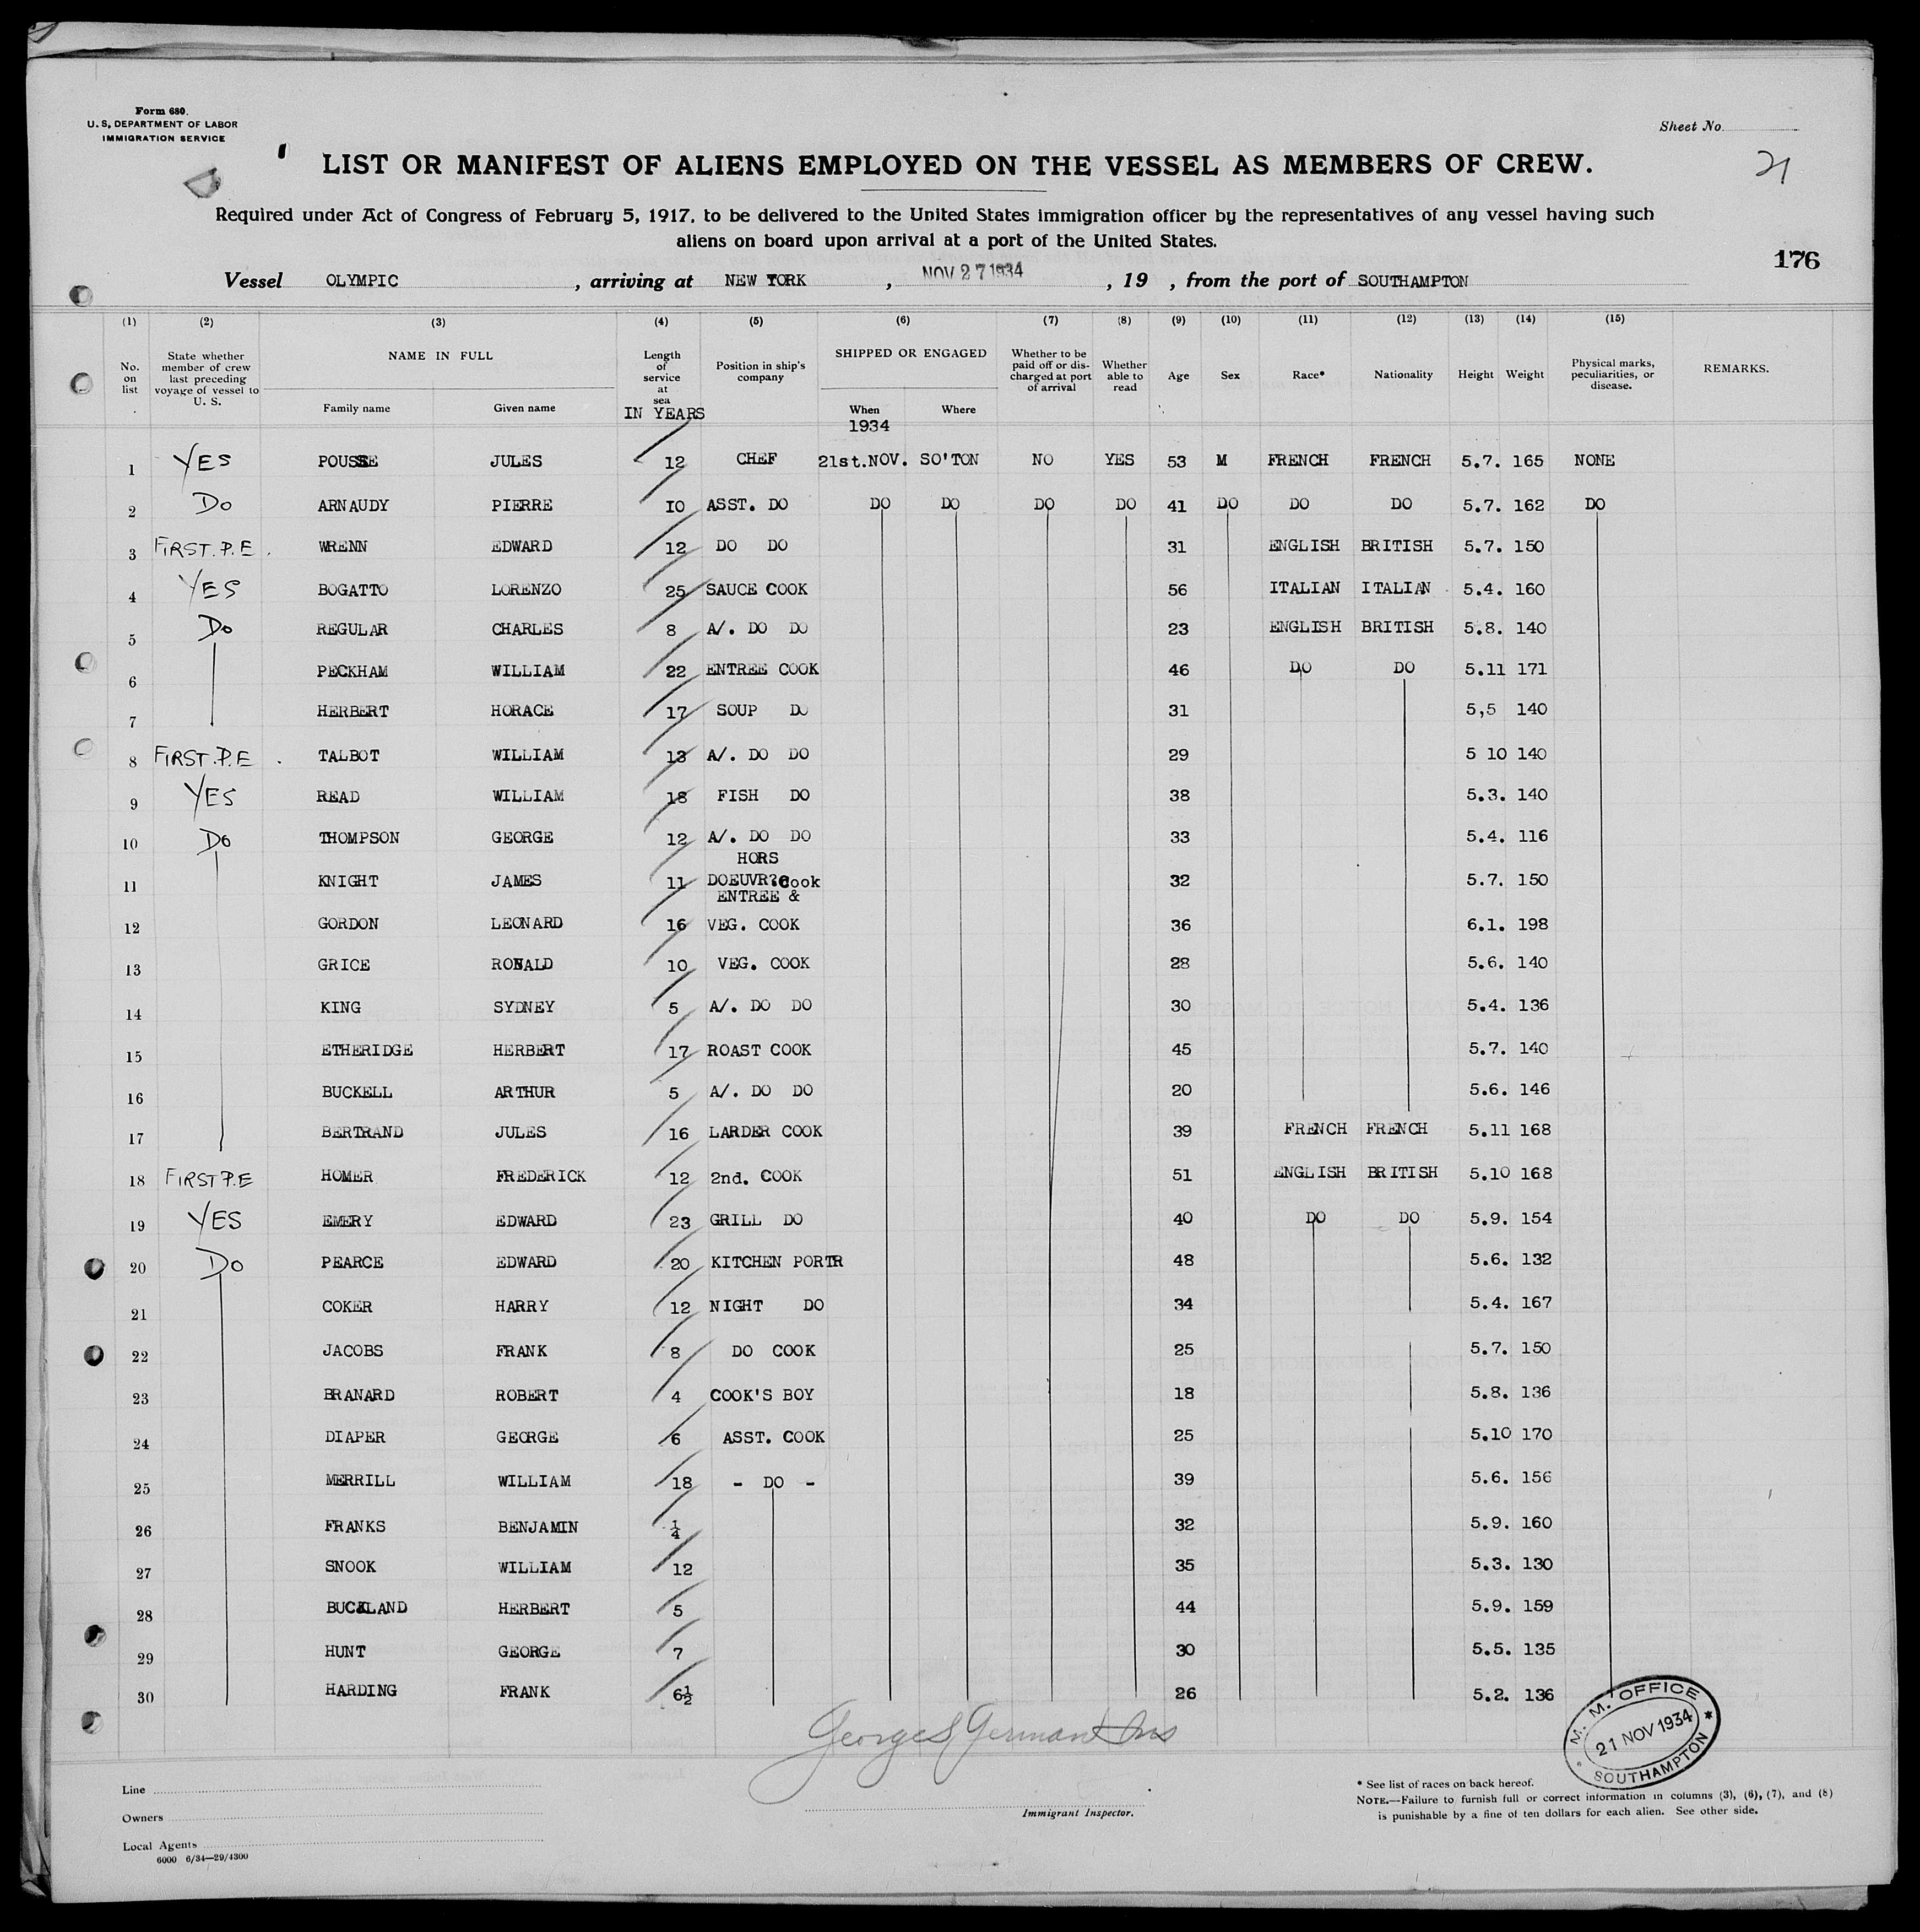 Form 680.
U. S. DEPARTMENT OF LABOR
IMMIGRATION SERVICE
Sheet No.
21
LIST OR MANIFEST OF ALIENS EMPLOYED ON THE VESSEL AS MEMBERS OF CREW.
Required under Act of Congress of February 5, 1917, to be delivered to the United States immigration officer by the representatives of any vessel having such
aliens on board upon arrival at a port of the United States.
176
Vessel OLYMPIC, arriving at NEW YORK, NOV 27 1934, 19 , from the port of SOUTHAMPTON
(1) (2) (3) (4) (5) (6) (7) (8) (9) (10) (11) (12) (13) (14) (15)
No. on list State whether member of crew last preceding voyage of vessel to U. S. NAME IN FULL Family name Given name Length of service at sea IN YEARS Position in ship's company SHIPPED OR ENGAGED When 1934 Where Whether to be paid off or discharged at port of arrival Whether able to read Age Sex Race* Nationality Height Weight Physical marks, peculiarities, or disease. REMARKS.
1 YES POUSSE JULES 12 CHEF 21st.NOV. SO'TON NO YES 53 M FRENCH FRENCH 5.7. 165 NONE
2 Do ARNAUDY PIERRE 10 ASST. DO DO DO DO DO 41 DO DO DO 5.7. 162 DO
3 FIRST.P.E. WRENN EDWARD 12 DO DO 31 ENGLISH BRITISH 5.7. 150
4 YES BOGATTO LORENZO 25 SAUCE COOK 56 ITALIAN ITALIAN 5.4. 160
5 Do REGULAR CHARLES 8 A/. DO DO 23 ENGLISH BRITISH 5.8. 140
6 PECKHAM WILLIAM 22 ENTREE COOK 46 DO DO 5.11 171
7 HERBERT HORACE 17 SOUP DO 31 5,5 140
8 FIRST.P.E. TALBOT WILLIAM 13 A/. DO DO 29 5 10 140
9 YES READ WILLIAM 18 FISH DO 38 5.3. 140
10 Do THOMPSON GEORGE 12 A/. DO DO 33 5.4. 116
HORS
11 KNIGHT JAMES 11 DOEUVR?Cook 32 5.7. 150
ENTREE &
12 GORDON LEONARD 16 VEG. COOK 36 6.1. 198
13 GRICE RONALD 10 VEG. COOK 28 5.6. 140
14 KING SYDNEY 5 A/. DO DO 30 5.4. 136
15 ETHERIDGE HERBERT 17 ROAST COOK 45 5.7. 140
16 BUCKELL ARTHUR 5 A/. DO DO 20 5.6. 146
17 BERTRAND JULES 16 LARDER COOK 39 FRENCH FRENCH 5.11 168
18 FIRST P.E HOMER FREDERICK 12 2nd. COOK 51 ENGLISH BRITISH 5.10 168
19 YES EMERY EDWARD 23 GRILL DO 40 DO DO 5.9. 154
20 Do PEARCE EDWARD 20 KITCHEN PORTR 48 5.6. 132
21 COKER HARRY 12 NIGHT DO 34 5.4. 167
22 JACOBS FRANK 8 DO COOK 25 5.7. 150
23 BRANARD ROBERT 4 COOK'S BOY 18 5.8. 136
24 DIAPER GEORGE 6 ASST. COOK 25 5.10 170
25 MERRILL WILLIAM 18 - DO - 39 5.6. 156
26 FRANKS BENJAMIN ¼ 32 5.9. 160
27 SNOOK WILLIAM 12 35 5.3. 130
28 BUCKLAND HERBERT 5 44 5.9. 159
29 HUNT GEORGE 7 30 5.5. 135
30 HARDING FRANK 6½ 26 5.2. 136
M. M. OFFICE
21 NOV 1934
SOUTHAMPTON
Line
Owners
Local Agents
6000 6/34—29/4300
Immigrant Inspector.
* See list of races on back hereof.
NOTE.—Failure to furnish full or correct information in columns (3), (6), (7), and (8)
is punishable by a fine of ten dollars for each alien. See other side.